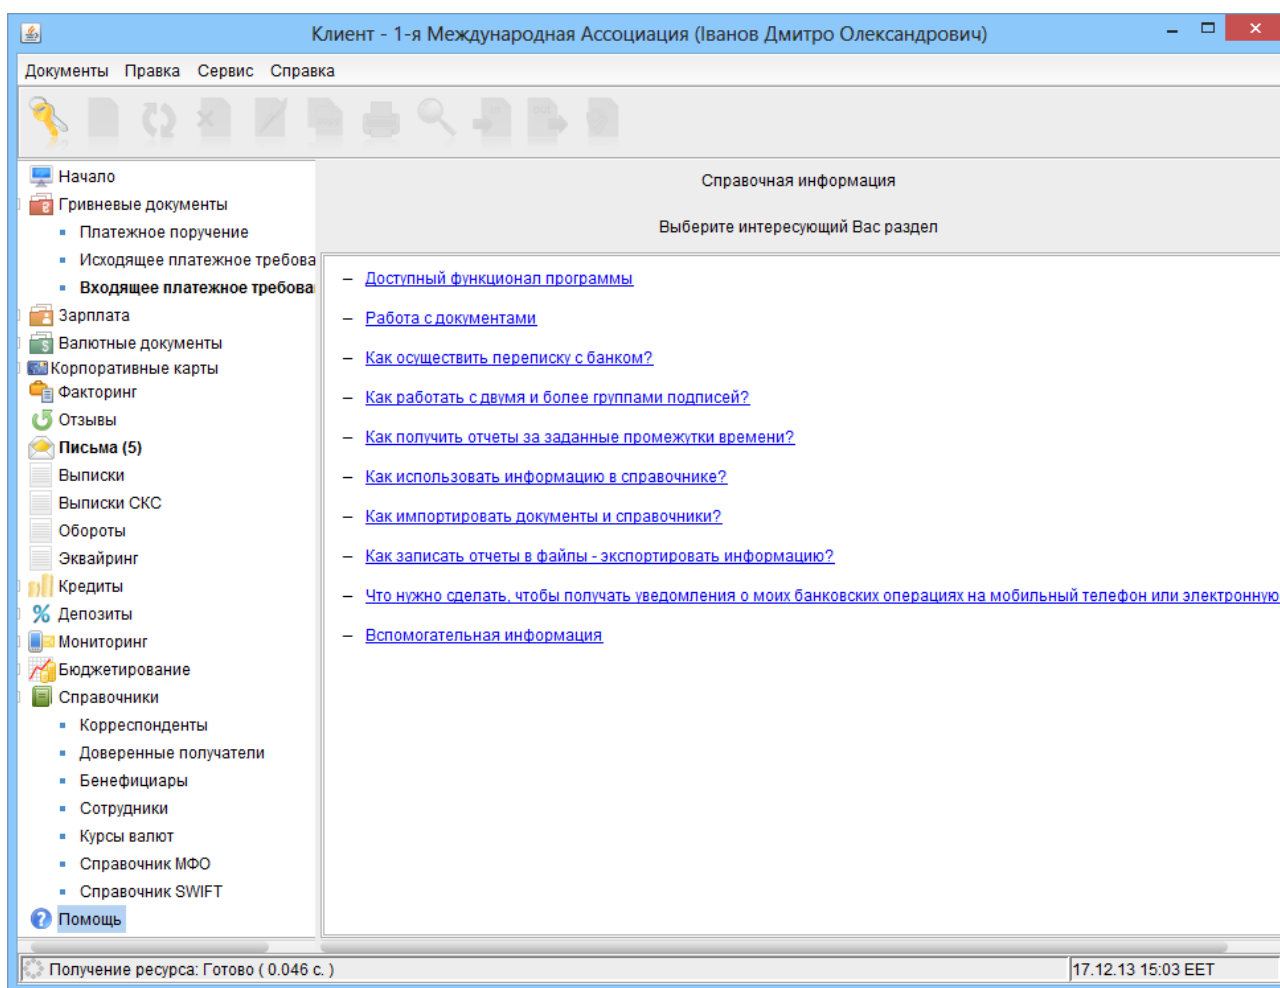 Клиент - 1-я Международная Ассоциация (Іванов Дмитро Олександрович)
Документы Правка Сервис Справка
Начало
Гривневые документы
Платежное поручение
Исходящее платежное требова
Входящее платежное требова
Зарплата
Валютные документы
Корпоративные карты
Факторинг
Отзывы
Письма (5)
Выписки
Выписки СКС
Обороты
Эквайринг
Кредиты
Депозиты
Мониторинг
Бюджетирование
Справочники
Корреспонденты
Доверенные получатели
Бенефициары
Сотрудники
Курсы валют
Справочник МФО
Справочник SWIFT
Помощь
Справочная информация
Выберите интересующий Вас раздел
– Доступный функционал программы
– Работа с документами
– Как осуществить переписку с банком?
– Как работать с двумя и более группами подписей?
– Как получить отчеты за заданные промежутки времени?
– Как использовать информацию в справочнике?
– Как импортировать документы и справочники?
– Как записать отчеты в файлы - экспортировать информацию?
– Что нужно сделать, чтобы получать уведомления о моих банковских операциях на мобильный телефон или электронную
– Вспомогательная информация
Получение ресурса: Готово ( 0.046 с. )
17.12.13 15:03 EET